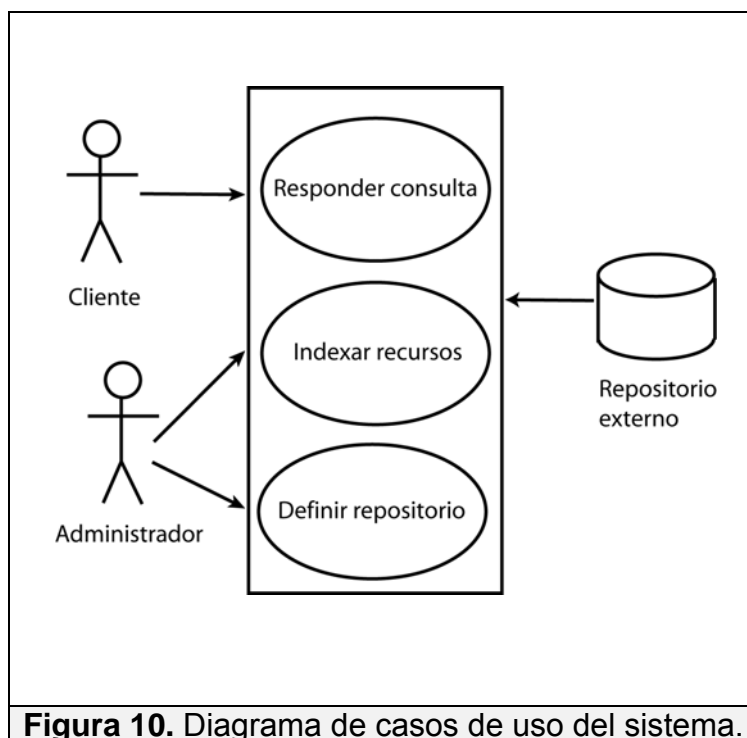 Responder consulta
Cliente
Indexar recursos
Repositorio
externo
Definir repositorio
Administrador
Figura 10. Diagrama de casos de uso del sistema.